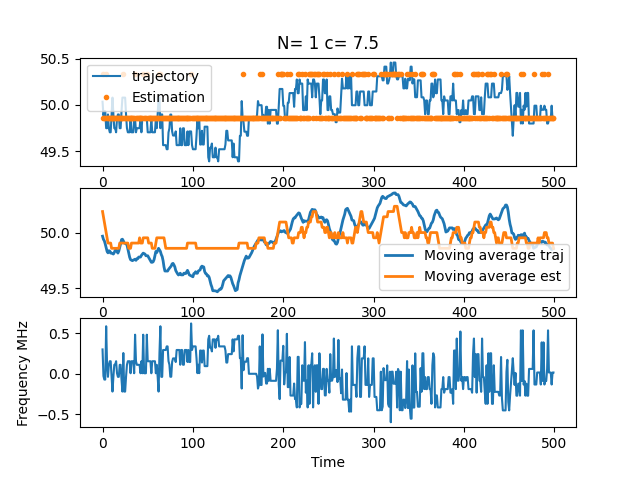 N= 1 c= 7.5
50.5
50.0
49.5
trajectory
Estimation
0 100 200 300 400 500
50.0
49.5
Moving average traj
Moving average est
0 100 200 300 400 500
Frequency MHz
0.5
0.0
−0.5
0 100 200 300 400 500
Time